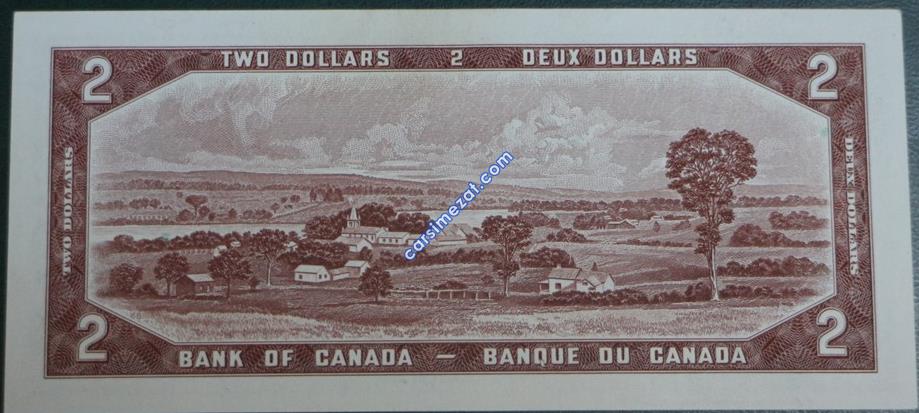 TWO DOLLARS 2 DEUX DOLLARS
2
2
TWO DOLLARS
DEUX DOLLARS
carsimezat.com
2
2
BANK OF CANADA — BANQUE DU CANADA